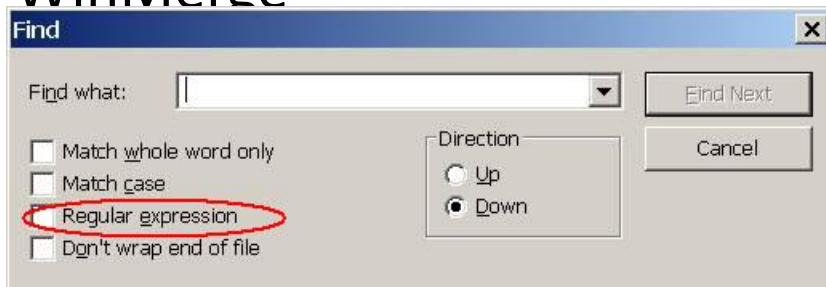 WinMerge
Find
Find what:
Find Next
Match whole word only
Direction
Cancel
Match case
Up
Regular expression
Down
Don't wrap end of file